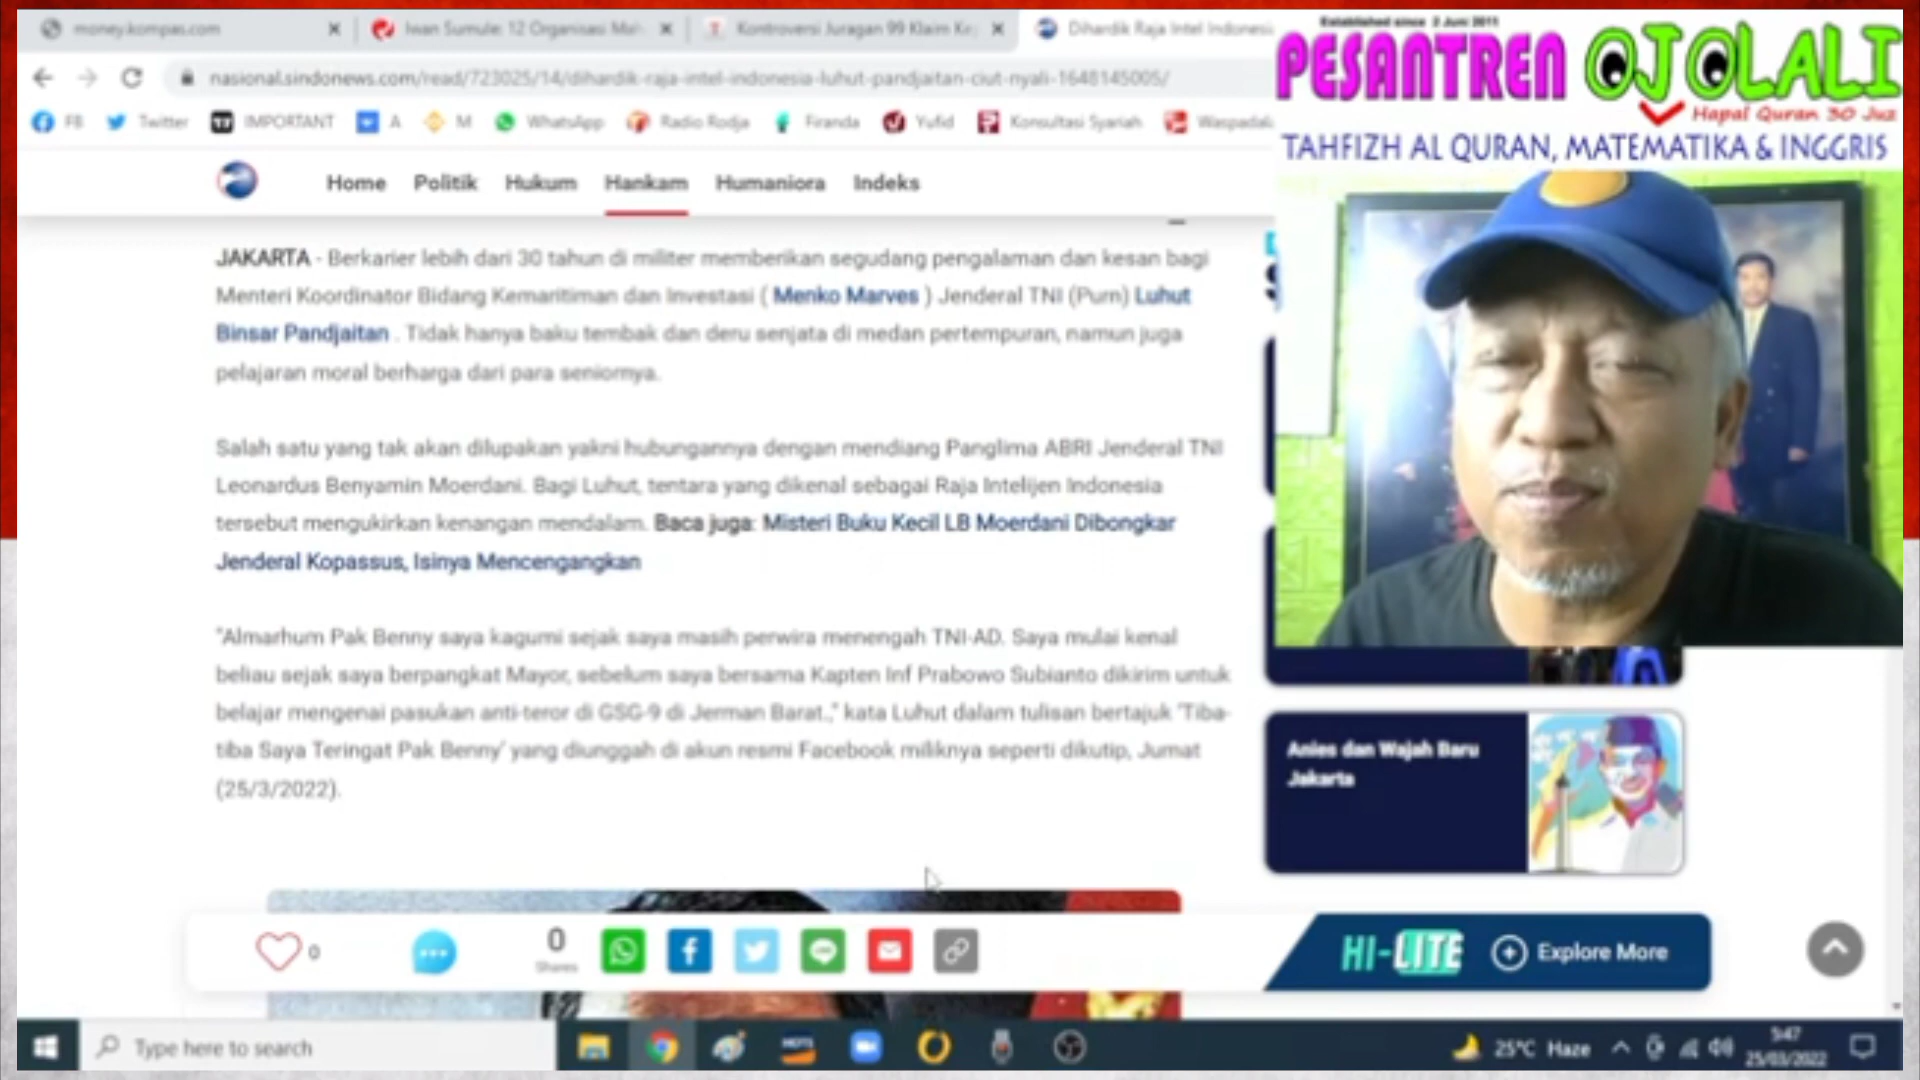 Established since 2 Juni 2011
PESANTREN OJOLALI
Hapal Quran 30 Juz
TAHFIZH AL QURAN, MATEMATIKA & INGGRIS
money.kompas.com
Iwan Sumule: 12 Organisasi Mah
Kontroversi Juragan 99 Klaim Ke
Dihardik Raja Intel Indonesia
nasional.sindonews.com/read/723025/14/dihardik-raja-intel-indonesia-luhut-pandjaitan-ciut-nyali-1648145005/
FB Twitter IMPORTANT A M WhatsApp Radio Rodja Firanda Yufid Konsultasi Syariah
Home Politik Hukum Hankam Humaniora Indeks
JAKARTA - Berkarier lebih dari 30 tahun di militer memberikan segudang pengalaman dan kesan bagi
Menteri Koordinator Bidang Kemaritiman dan Investasi ( Menko Marves ) Jenderal TNI (Purn) Luhut
Binsar Pandjaitan . Tidak hanya baku tembak dan deru senjata di medan pertempuran, namun juga
pelajaran moral berharga dari para seniornya.
Salah satu yang tak akan dilupakan yakni hubungannya dengan mendiang Panglima ABRI Jenderal TNI
Leonardus Benyamin Moerdani. Bagi Luhut, tentara yang dikenal sebagai Raja Intelijen Indonesia
tersebut mengukirkan kenangan mendalam. Baca juga: Misteri Buku Kecil LB Moerdani Dibongkar
Jenderal Kopassus, Isinya Mencengangkan
"Almarhum Pak Benny saya kagumi sejak saya masih perwira menengah TNI-AD. Saya mulai kenal
beliau sejak saya berpangkat Mayor, sebelum saya bersama Kapten Inf Prabowo Subianto dikirim untuk
belajar mengenai pasukan anti-teror di GSG-9 di Jerman Barat.," kata Luhut dalam tulisan bertajuk 'Tiba-
tiba Saya Teringat Pak Benny' yang diunggah di akun resmi Facebook miliknya seperti dikutip, Jumat
(25/3/2022).
Anies dan Wajah Baru
Jakarta
0
0
Shares
HI-LITE
Explore More
Type here to search
25°C Haze
5:47
25/03/2022